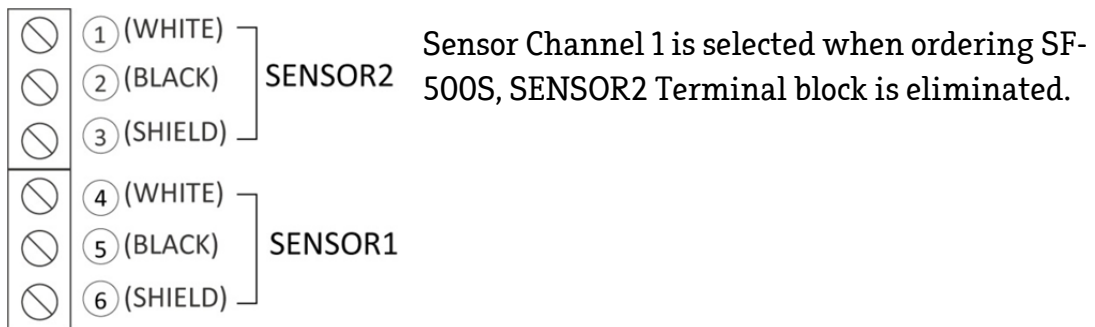 1 (WHITE)
2 (BLACK)
3 (SHIELD)
SENSOR2
4 (WHITE)
5 (BLACK)
6 (SHIELD)
SENSOR1
Sensor Channel 1 is selected when ordering SF-
500S, SENSOR2 Terminal block is eliminated.